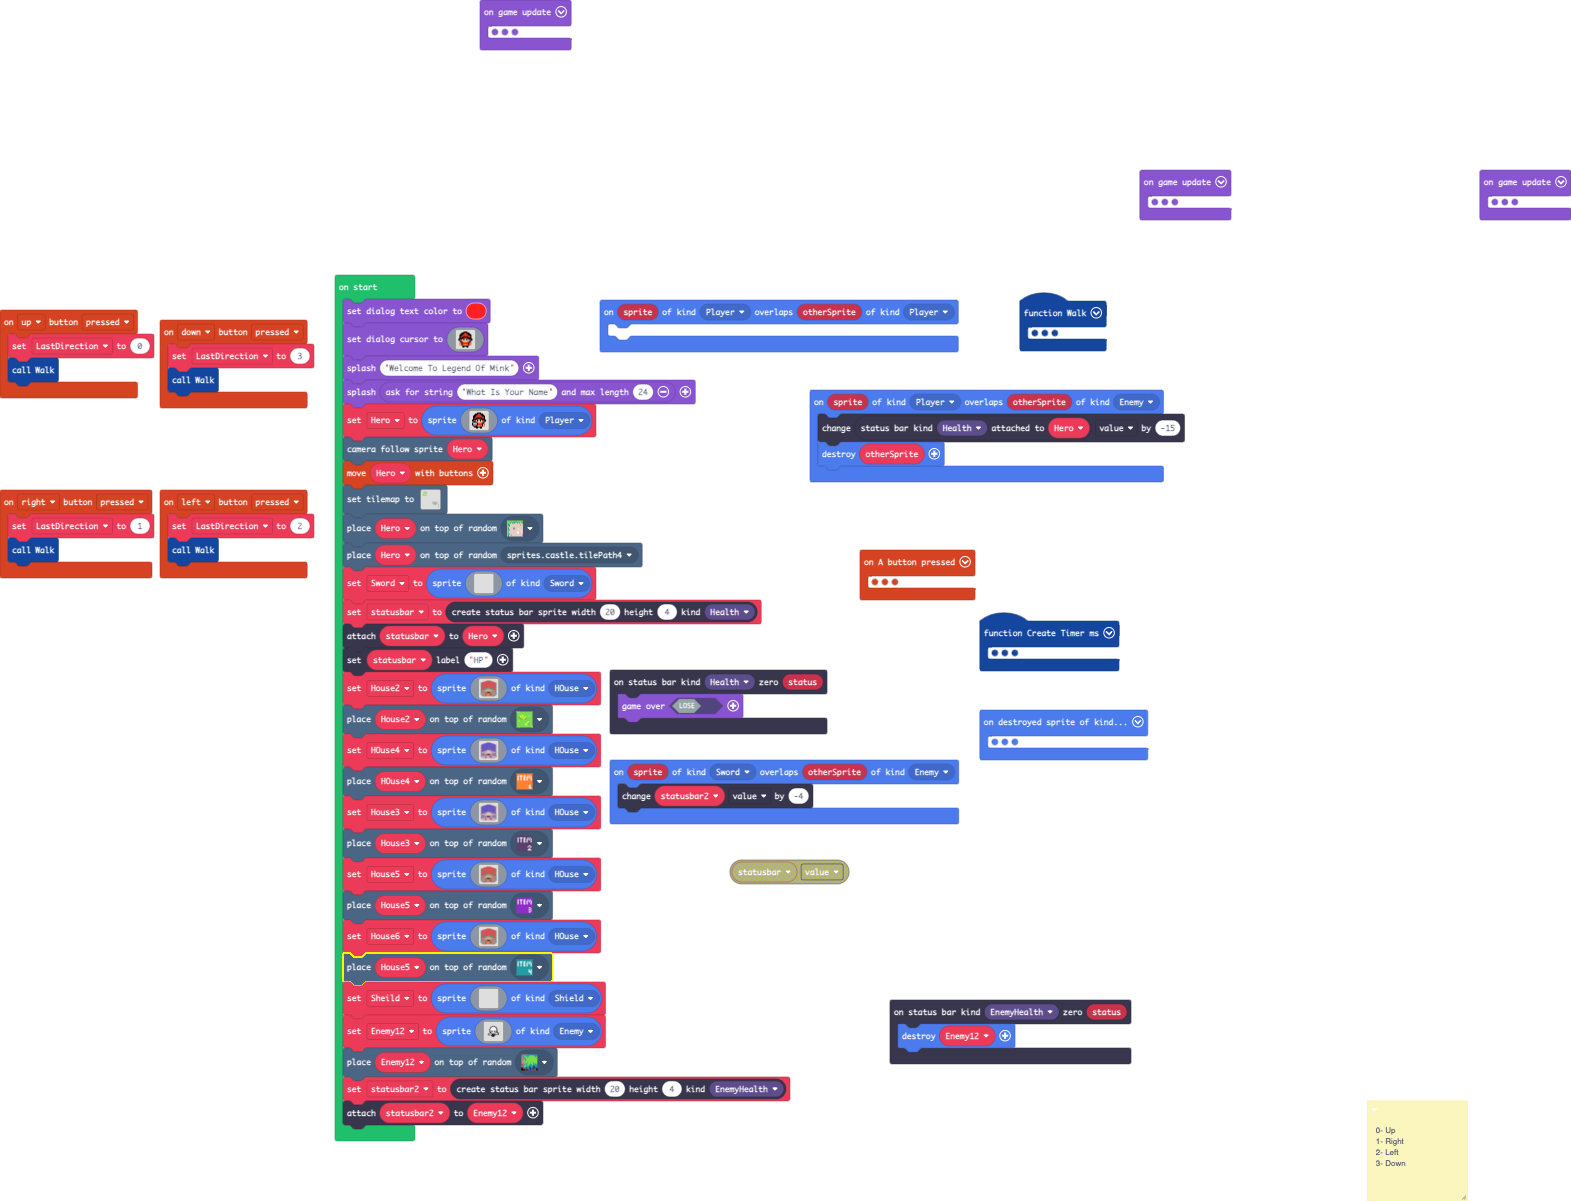 on game update
on game update
on game update
on start
set dialog text color to
set dialog cursor to
splash "Welcome To Legend Of Mink"
splash ask for string "What Is Your Name" and max length 24
set Hero to sprite of kind Player
camera follow sprite Hero
move Hero with buttons
set tilemap to
place Hero on top of random
place Hero on top of random sprites.castle.tilePath4
set Sword to sprite of kind Sword
set statusbar to create status bar sprite width 20 height 4 kind Health
attach statusbar to Hero
set statusbar label "HP"
set House2 to sprite of kind HOuse
place House2 on top of random
set HOuse4 to sprite of kind HOuse
place HOuse4 on top of random
set House3 to sprite of kind HOuse
place House3 on top of random ITEM 2
set House5 to sprite of kind HOuse
place House5 on top of random ITEM 3
set House6 to sprite of kind HOuse
place House5 on top of random ITEM 4
set Sheild to sprite of kind Shield
set Enemy12 to sprite of kind Enemy
place Enemy12 on top of random
set statusbar2 to create status bar sprite width 20 height 4 kind EnemyHealth
attach statusbar2 to Enemy12
on up button pressed
set LastDirection to 0
call Walk
on down button pressed
set LastDirection to 3
call Walk
on right button pressed
set LastDirection to 1
call Walk
on left button pressed
set LastDirection to 2
call Walk
on sprite of kind Player overlaps otherSprite of kind Player
function Walk
on sprite of kind Player overlaps otherSprite of kind Enemy
change status bar kind Health attached to Hero value by -15
destroy otherSprite
on A button pressed
function Create Timer ms
on status bar kind Health zero status
game over LOSE
on destroyed sprite of kind...
on sprite of kind Sword overlaps otherSprite of kind Enemy
change statusbar2 value by -4
statusbar value
on status bar kind EnemyHealth zero status
destroy Enemy12
0- Up
1- Right
2- Left
3- Down